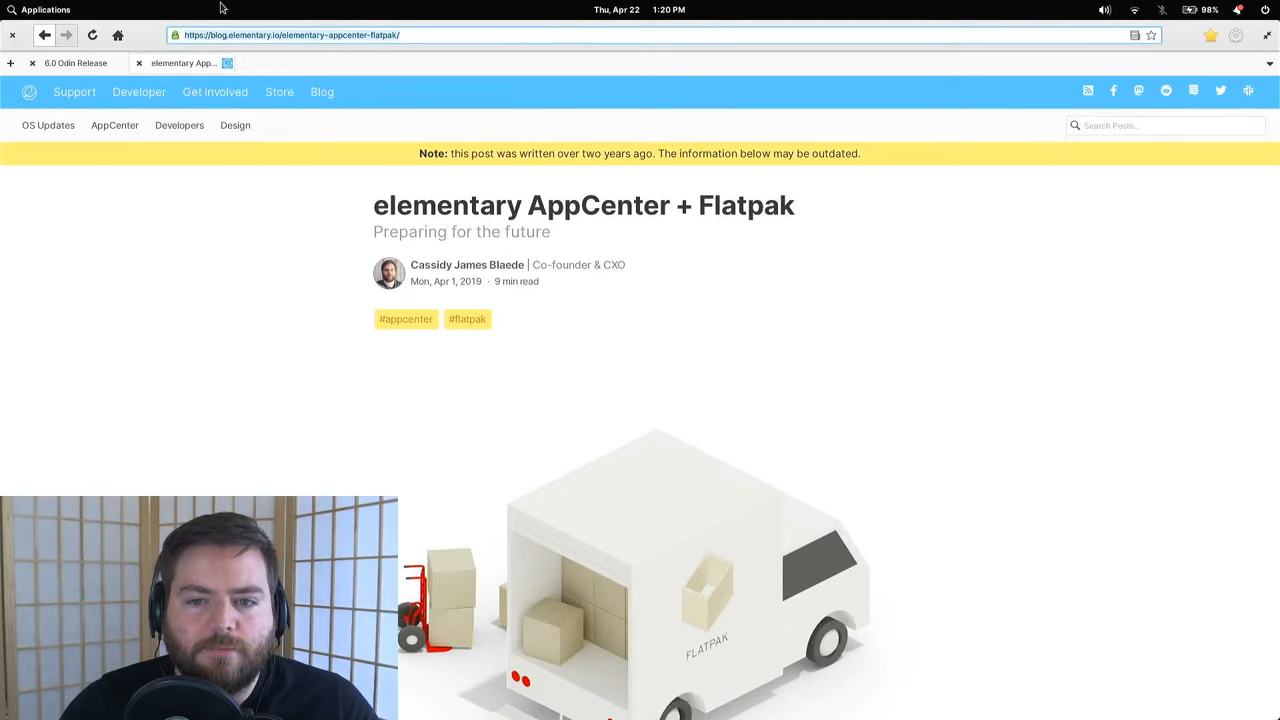 Applications
Thu, Apr 22 1:20 PM
98%
https://blog.elementary.io/elementary-appcenter-flatpak/
6.0 Odin Release
elementary App...
Support Developer Get Involved Store Blog
OS Updates AppCenter Developers Design
Search Posts...
Note: this post was written over two years ago. The information below may be outdated.
elementary AppCenter + Flatpak
Preparing for the future
Cassidy James Blaede | Co-founder & CXO
Mon, Apr 1, 2019 · 9 min read
#appcenter #flatpak
FLATPAK